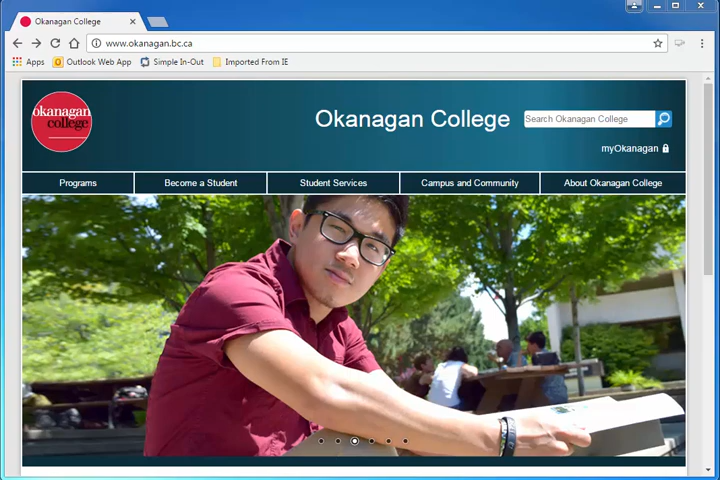 Okanagan College
www.okanagan.bc.ca
Apps Outlook Web App Simple In-Out Imported From IE
okanagan
college
Okanagan College
Search Okanagan College
myOkanagan
Programs Become a Student Student Services Campus and Community About Okanagan College